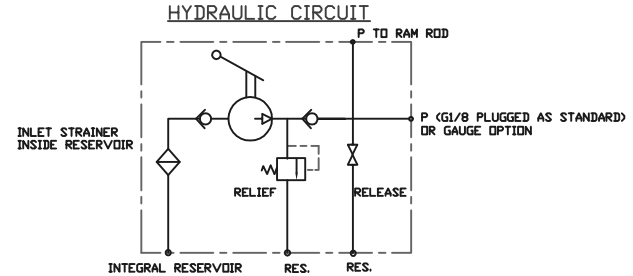 HYDRAULIC CIRCUIT
P TO RAM ROD
P (G1/8 PLUGGED AS STANDARD)
OR GAUGE OPTION
INLET STRAINER
INSIDE RESERVOIR
RELIEF
RELEASE
INTEGRAL RESERVOIR
RES.
RES.